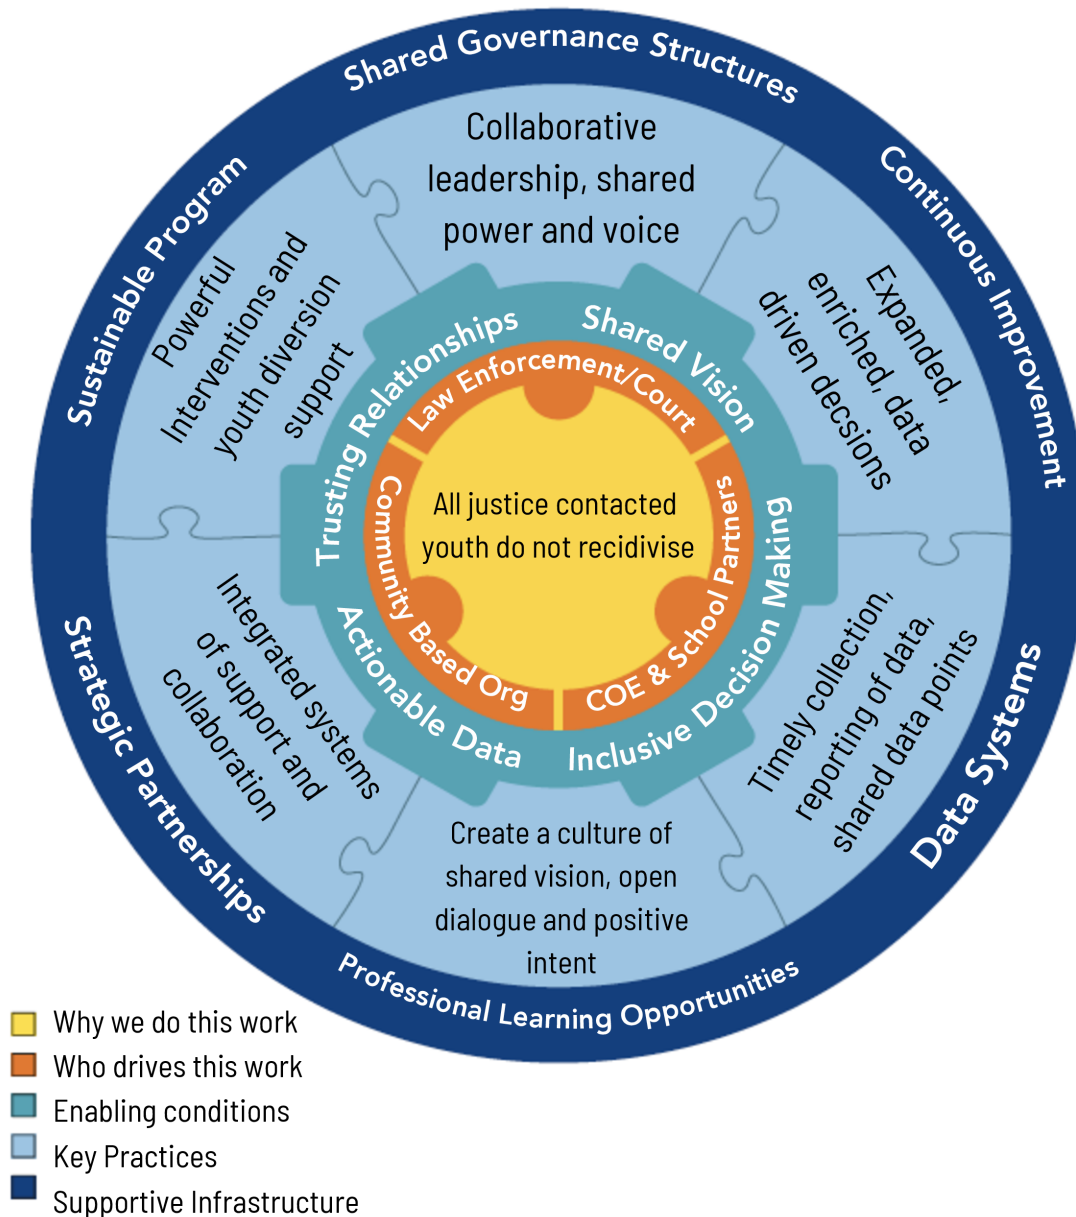 Shared Governance Structures
Continuous Improvement
Data Systems
Professional Learning Opportunities
Strategic Partnerships
Sustainable Program
Collaborative
leadership, shared
power and voice
Expanded,
enriched, data
driven decsions
Timely collection,
reporting of data,
shared data points
Create a culture of
shared vision, open
dialogue and positive
intent
Integrated systems
of support and
collaboration
Powerful
Interventions and
youth diversion
support
Trusting Relationships
Shared Vision
Inclusive Decision Making
Actionable Data
Law Enforcement/Court
COE & School Partners
Community Based Org
All justice contacted
youth do not recidivise
Why we do this work
Who drives this work
Enabling conditions
Key Practices
Supportive Infrastructure